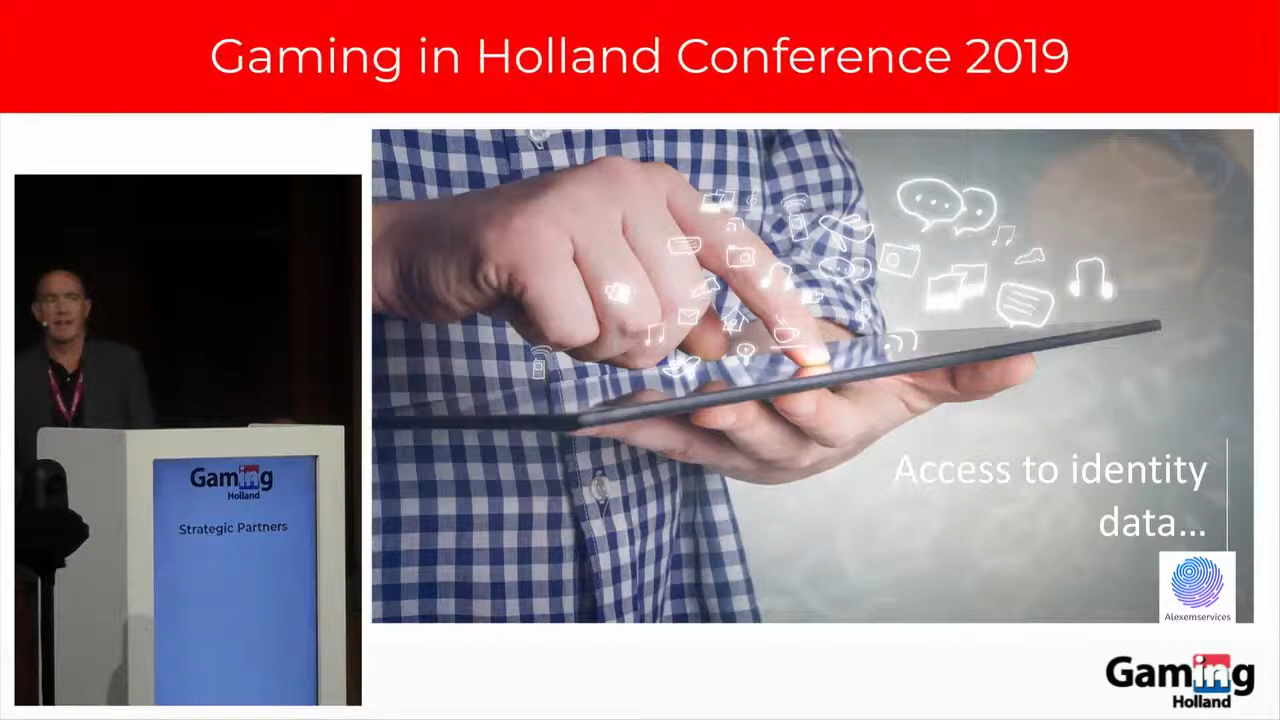 Gaming in Holland Conference 2019
Gaming
Holland
Strategic Partners
Access to identity
data...
Alexemservices
Gaming
Holland